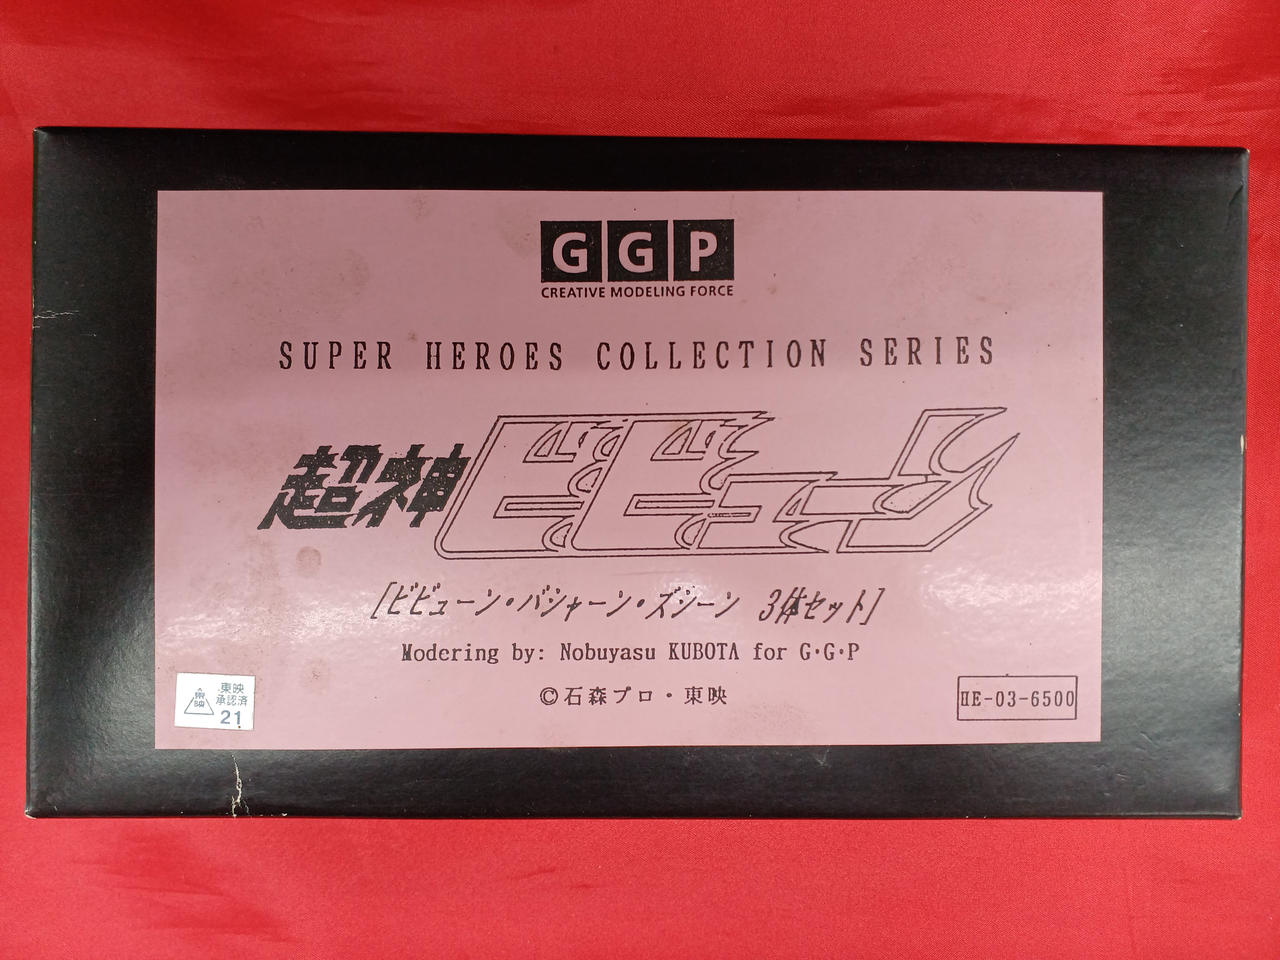 GGP
CREATIVE MODELING FORCE
SUPER HEROES COLLECTION SERIES
超神ビビューン
[ビビューン・バシャーン・ズシーン 3体セット]
Modering by: Nobuyasu KUBOTA for G・G・P
©石森プロ・東映
東映
東映
承認済
21
HE-03-6500